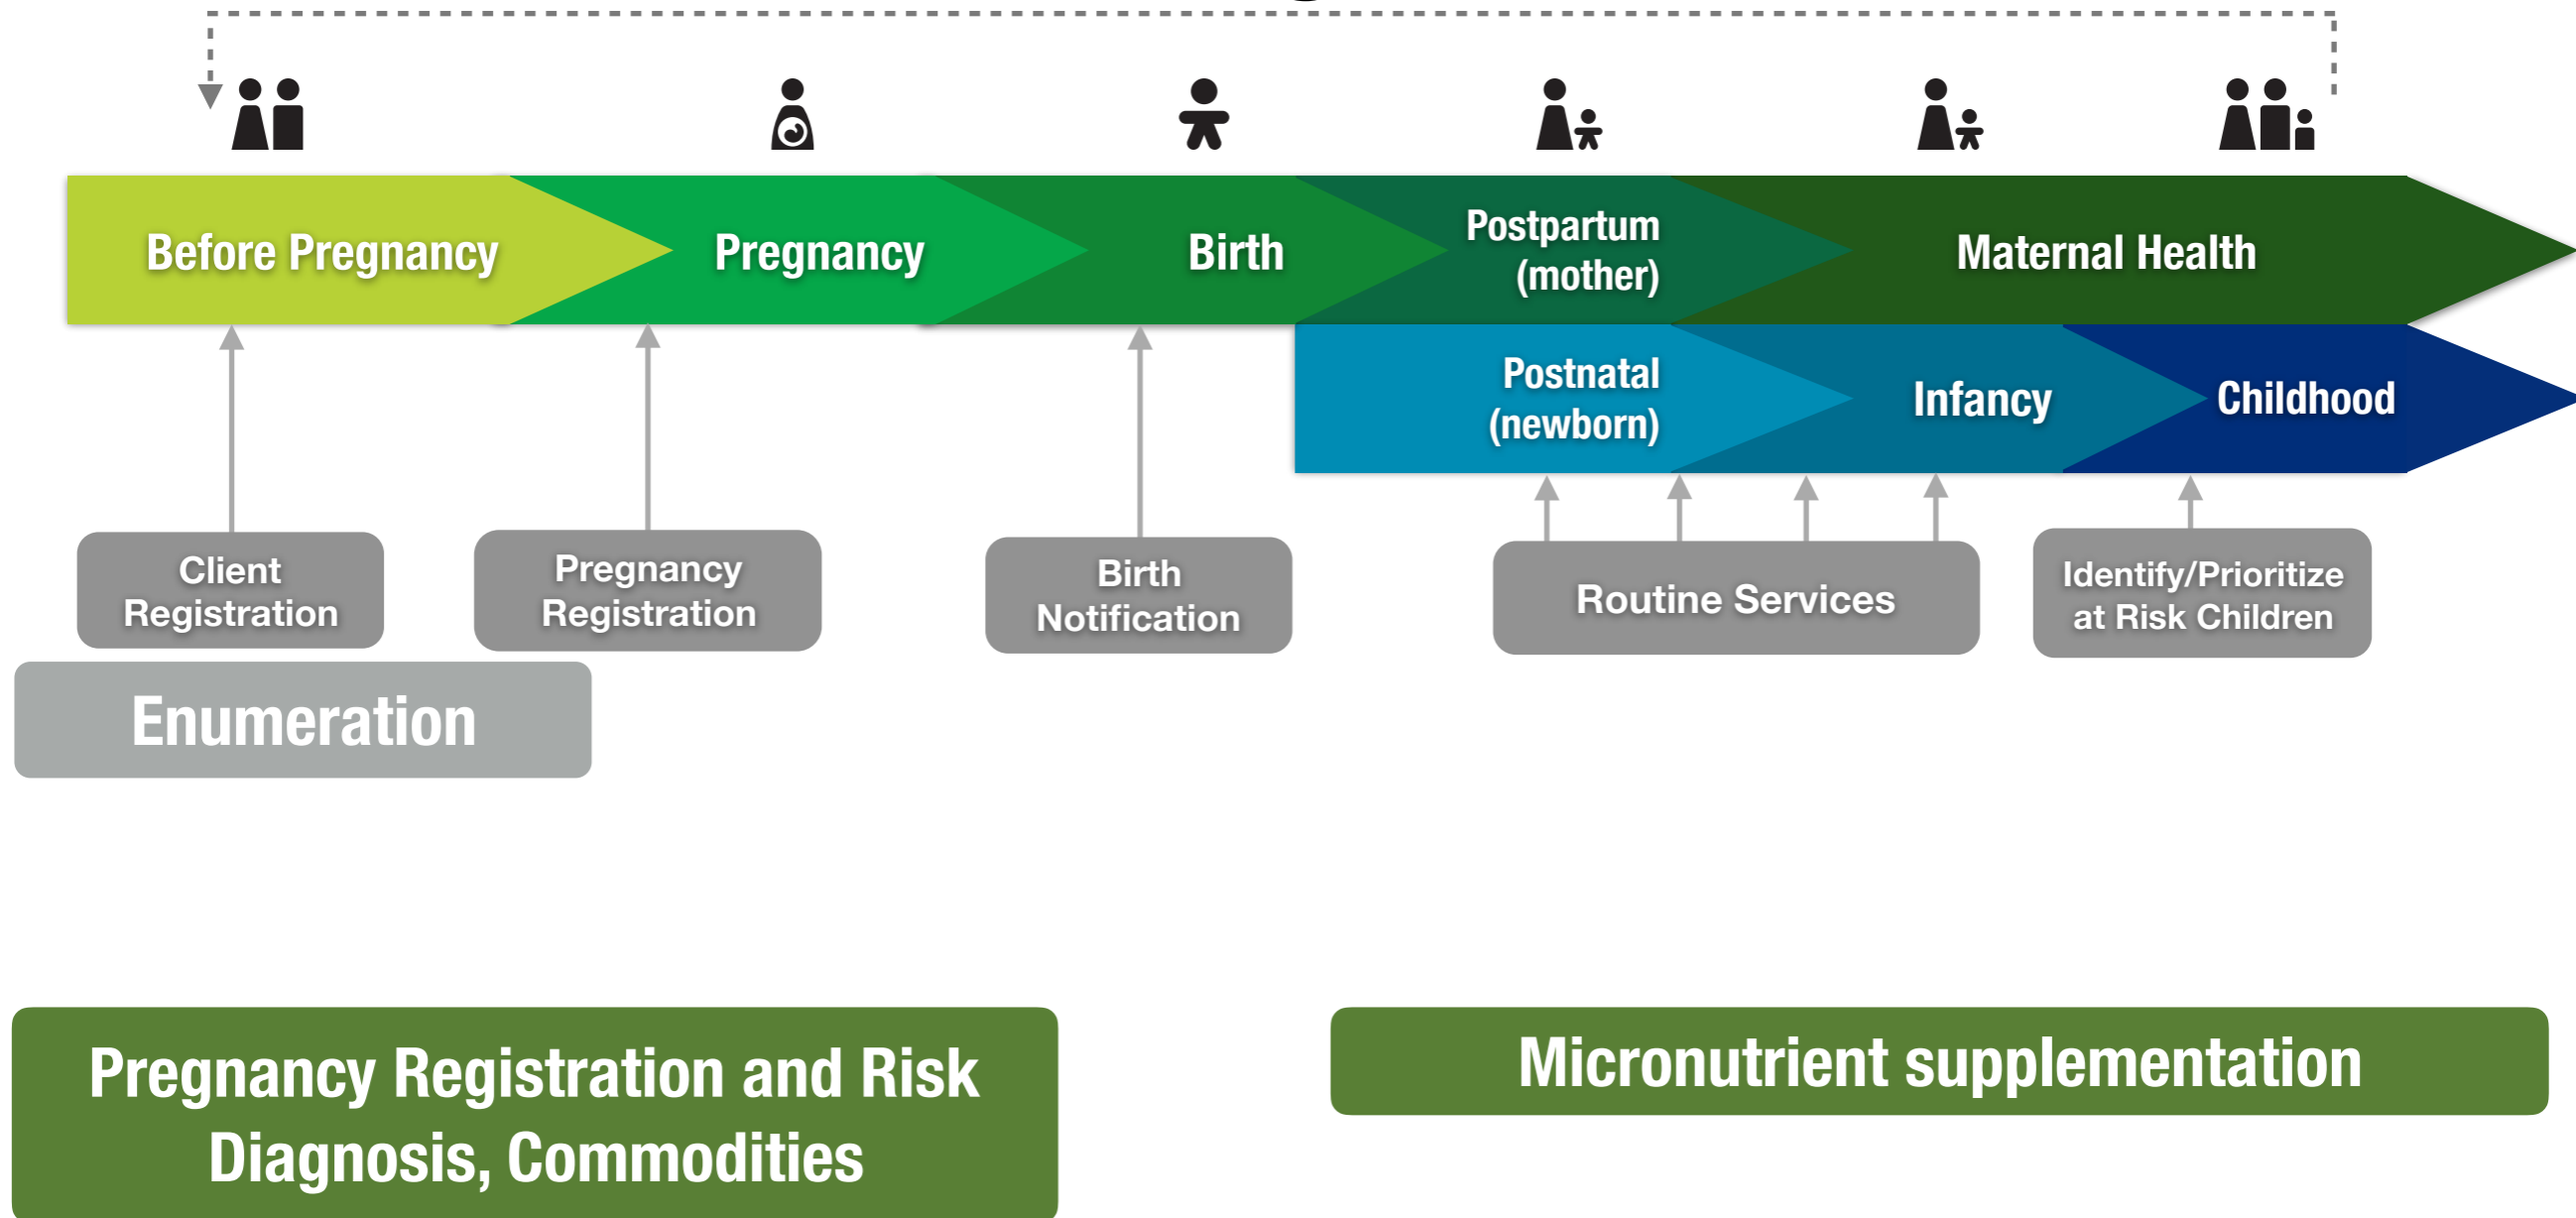 Before Pregnancy
Pregnancy
Birth
Postpartum
(mother)
Maternal Health
Postnatal
(newborn)
Infancy
Childhood
Client
Registration
Pregnancy
Registration
Birth
Notification
Routine Services
Identify/Prioritize
at Risk Children
Enumeration
Pregnancy Registration and Risk
Diagnosis, Commodities
Micronutrient supplementation